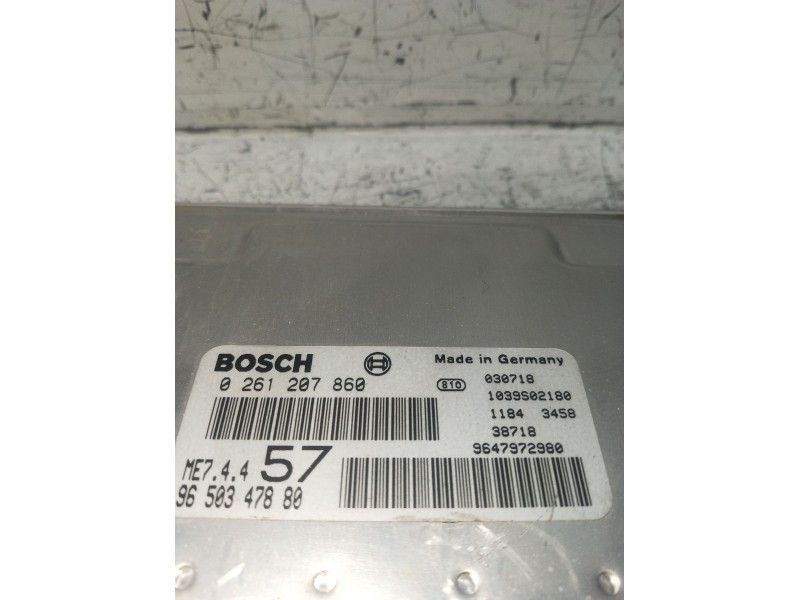 BOSCH
Made in Germany
0 261 207 860
810
030718
1039S02180
1184 3458
38718
9647972980
ME7.4.4 57
96 503 478 80